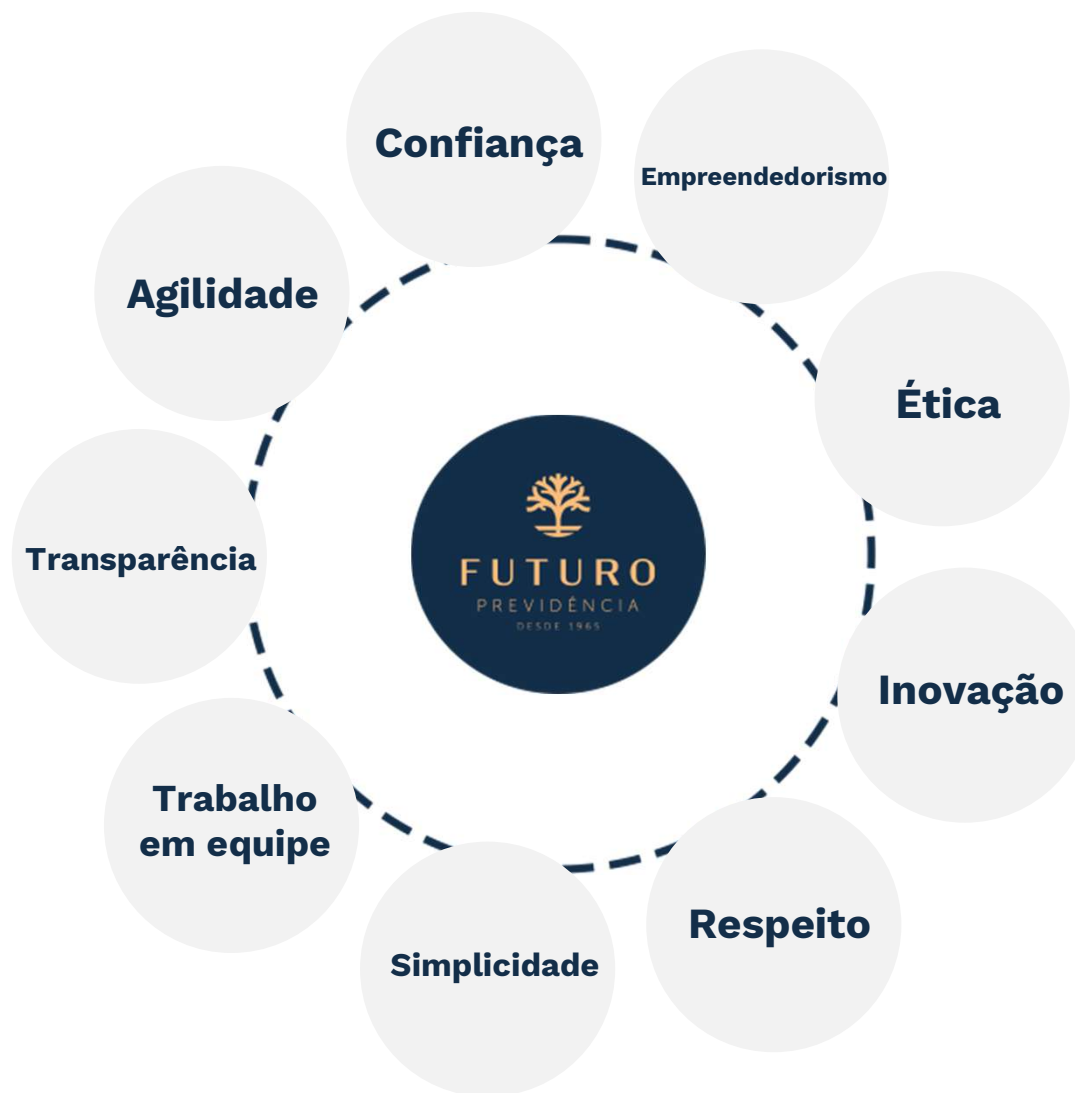 Confiança
Empreendedorismo
Agilidade
Ética
Transparência
FUTURO
PREVIDÊNCIA
DESDE 1965
Inovação
Trabalho
em equipe
Respeito
Simplicidade